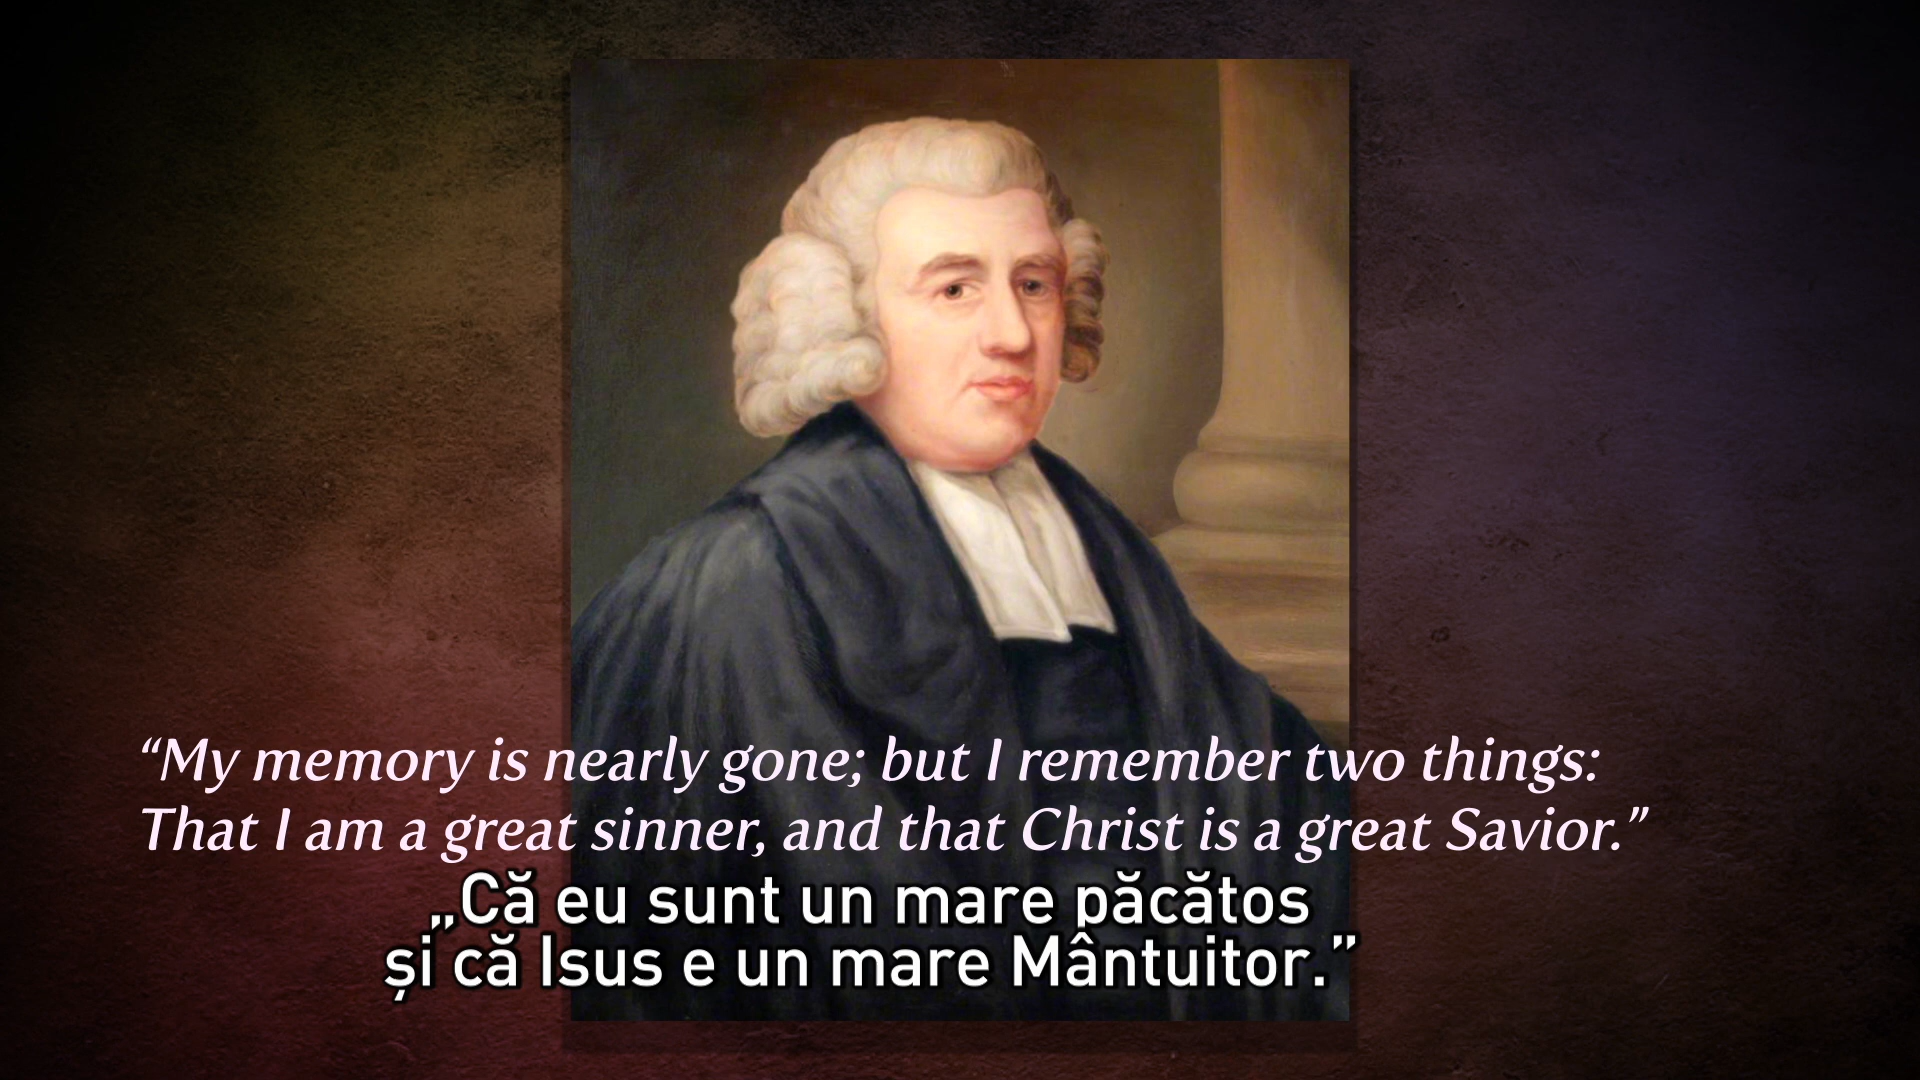 “My memory is nearly gone; but I remember two things:
That I am a great sinner, and that Christ is a great Savior.”
„Că eu sunt un mare păcătos
și că Isus e un mare Mântuitor.”